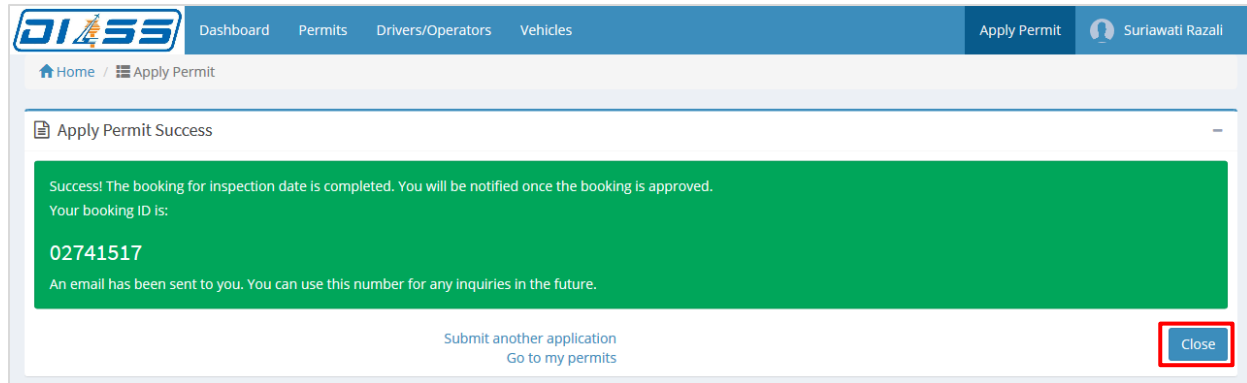 DIASS Dashboard Permits Drivers/Operators Vehicles Apply Permit Suriawati Razali
Home / Apply Permit
Apply Permit Success
Success! The booking for inspection date is completed. You will be notified once the booking is approved.
Your booking ID is:
02741517
An email has been sent to you. You can use this number for any inquiries in the future.
Submit another application
Go to my permits
Close